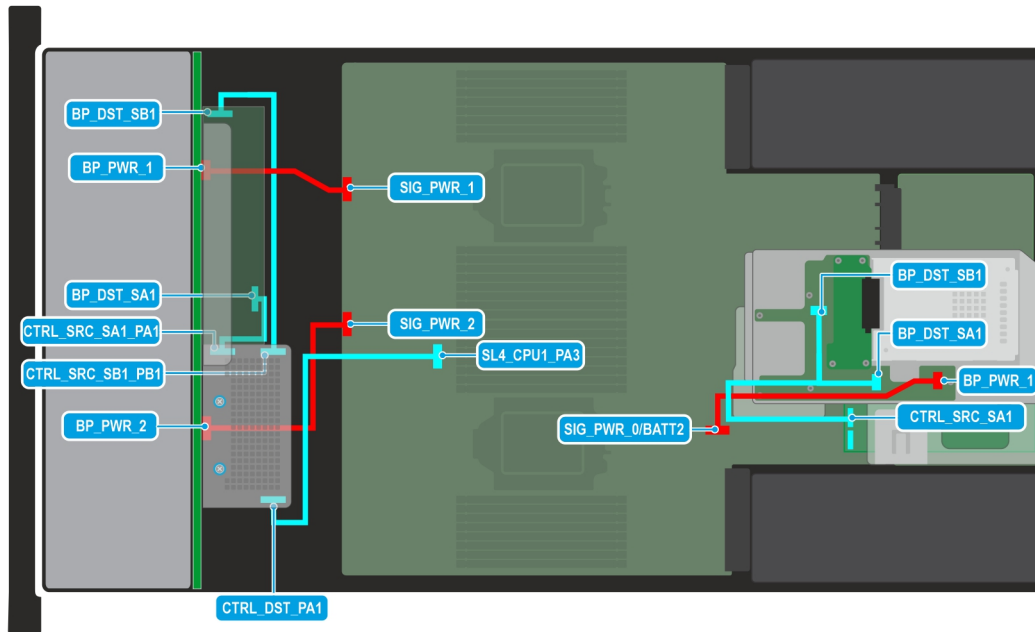 BP_DST_SB1
BP_PWR_1
SIG_PWR_1
BP_DST_SB1
BP_DST_SA1
CTRL_SRC_SA1_PA1
SIG_PWR_2
BP_DST_SA1
SL4_CPU1_PA3
CTRL_SRC_SB1_PB1
BP_PWR_1
BP_PWR_2
SIG_PWR_0/BATT2
CTRL_SRC_SA1
CTRL_DST_PA1